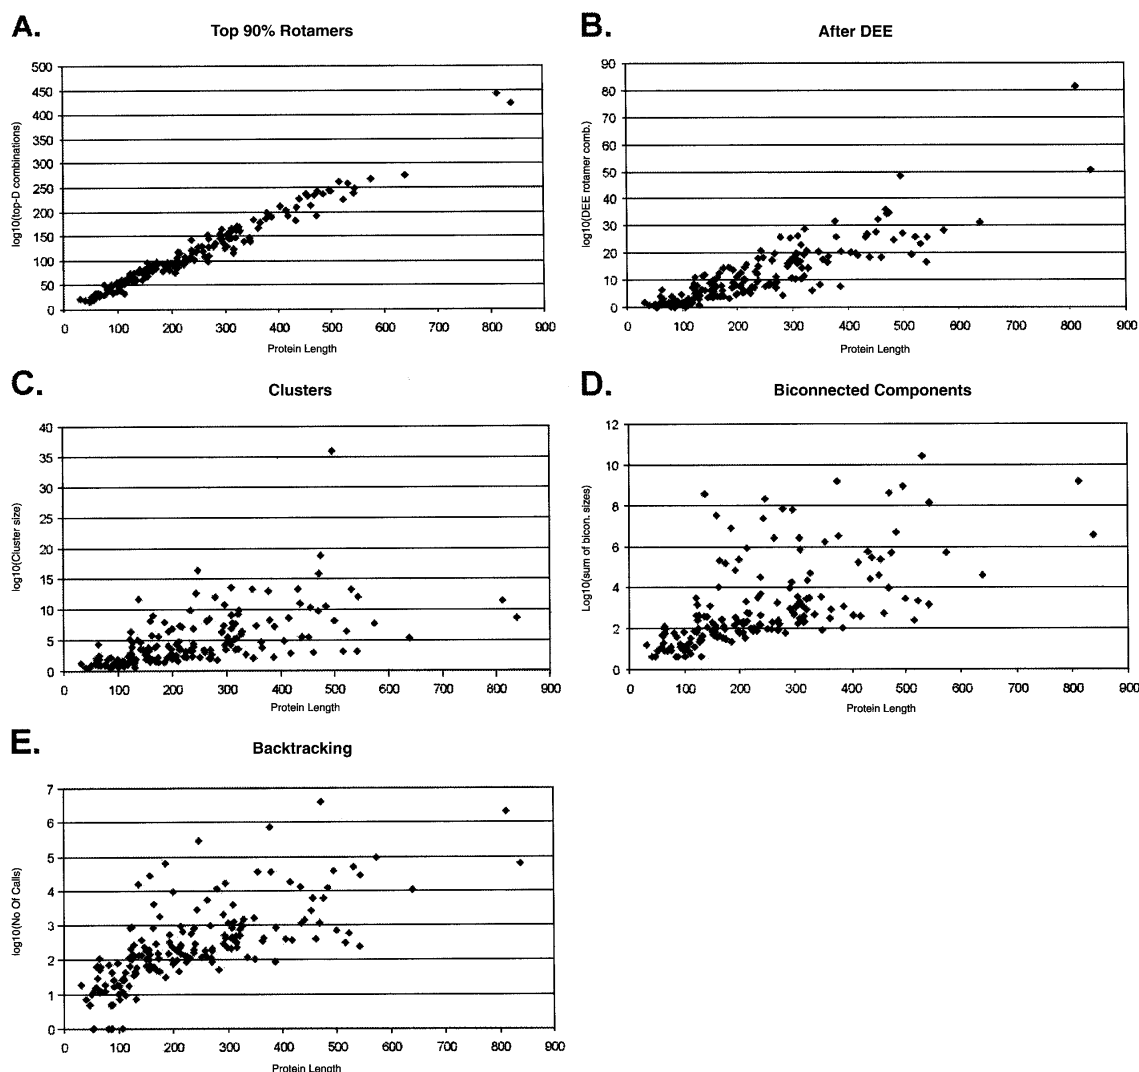 A.
Top 90% Rotamers
log10(top-D combinations)
500
450
400
350
300
250
200
150
100
50
0
0 100 200 300 400 500 600 700 800 900
Protein Length
B.
After DEE
log10(DEE rotamer comb.)
90
80
70
60
50
40
30
20
10
0
0 100 200 300 400 500 600 700 800 900
Protein Length
C.
Clusters
log10(Cluster size)
40
35
30
25
20
15
10
5
0
0 100 200 300 400 500 600 700 800 900
Protein Length
D.
Biconnected Components
Log10(sum of bicon. sizes)
12
10
8
6
4
2
0
0 100 200 300 400 500 600 700 800 900
Protein Length
E.
Backtracking
log10(No Of Calls)
7
6
5
4
3
2
1
0
0 100 200 300 400 500 600 700 800 900
Protein Length